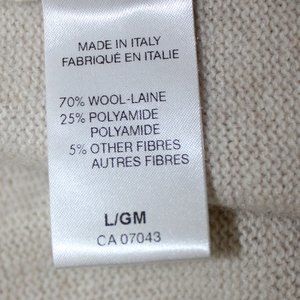 MADE IN ITALY
FABRIQUÉ EN ITALIE
70% WOOL-LAINE
25% POLYAMIDE
POLYAMIDE
5% OTHER FIBRES
AUTRES FIBRES
L/GM
CA 07043